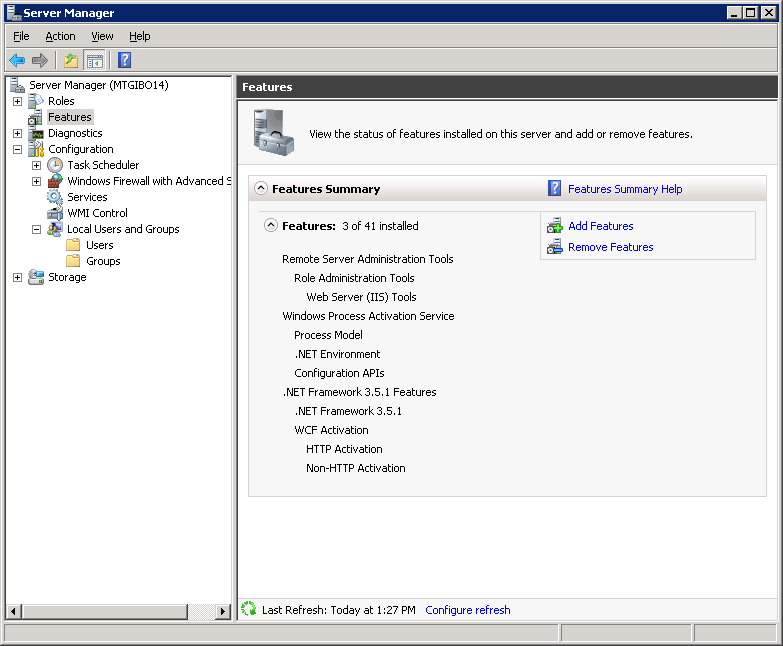 Server Manager
File Action View Help
Server Manager (MTGIBO14)
Roles
Features
Diagnostics
Configuration
Task Scheduler
Windows Firewall with Advanced S
Services
WMI Control
Local Users and Groups
Users
Groups
Storage
Features
View the status of features installed on this server and add or remove features.
Features Summary
Features Summary Help
Features: 3 of 41 installed
Add Features
Remove Features
Remote Server Administration Tools
Role Administration Tools
Web Server (IIS) Tools
Windows Process Activation Service
Process Model
.NET Environment
Configuration APIs
.NET Framework 3.5.1 Features
.NET Framework 3.5.1
WCF Activation
HTTP Activation
Non-HTTP Activation
Last Refresh: Today at 1:27 PM Configure refresh